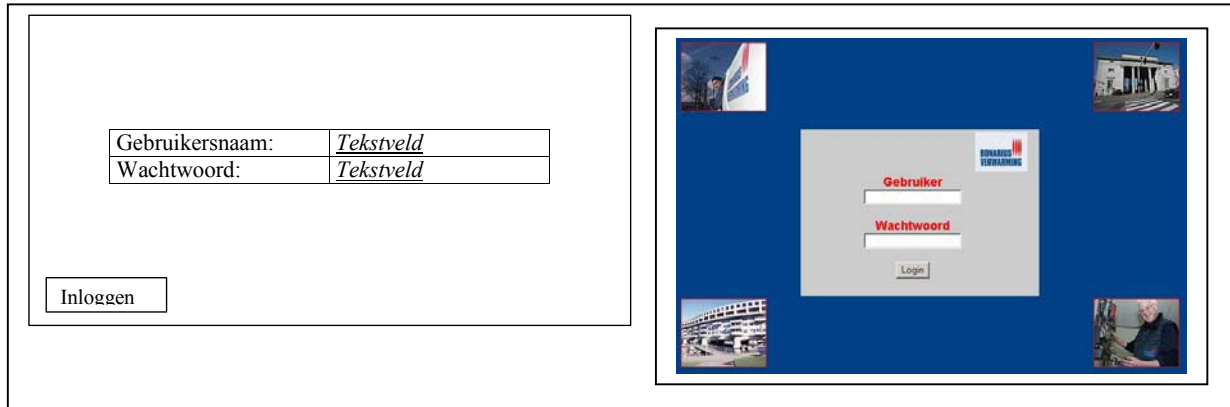 Gebruikersnaam: Tekstveld
Wachtwoord: Tekstveld
Inloggen
BONARIUS
VERWARMING
Gebruiker
Wachtwoord
Login